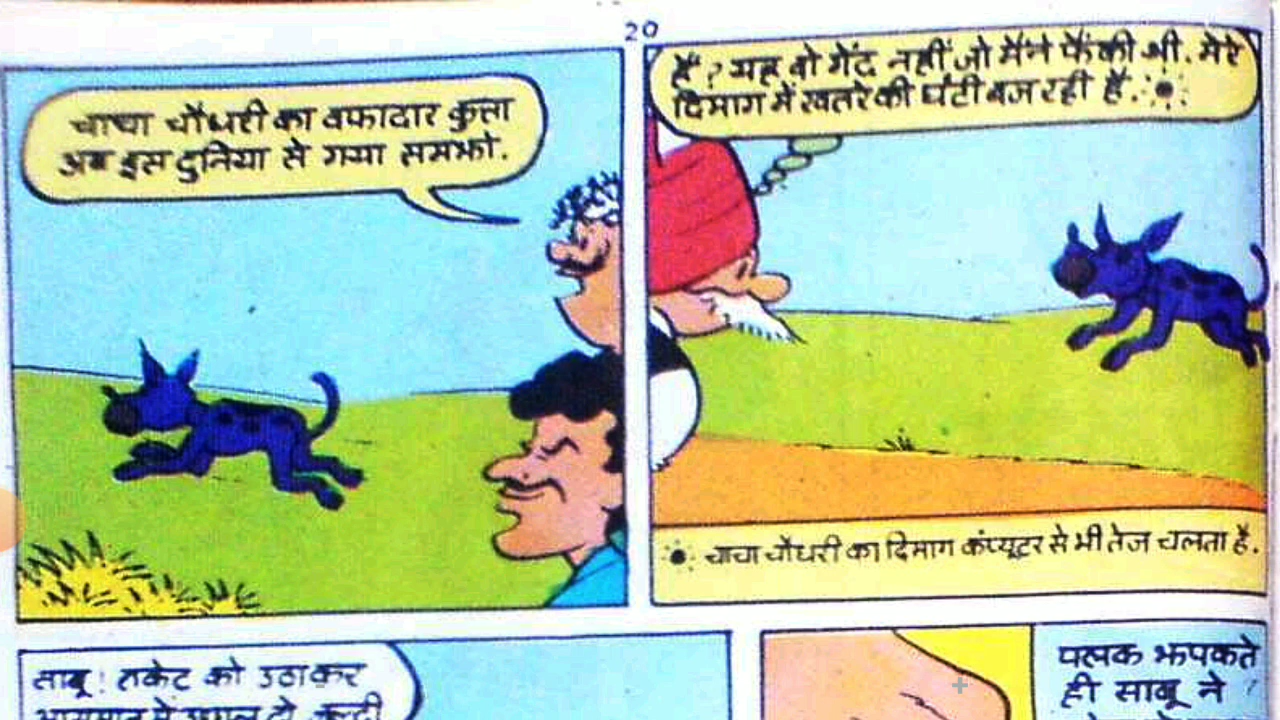 20
चाचा चौधरी का वफादार कुत्ता
अब इस दुनिया से गया समझो.
हैं? यह वो गेंद नहीं जो मैंने फैंकी थी. मेरे
दिमाग में खतरे की घंटी बज रही है.
चाचा चौधरी का दिमाग कंप्यूटर से भी तेज चलता है.
साबू! राकेट को उठाकर
आसमान में
पलक झपकते
ही साबू ने